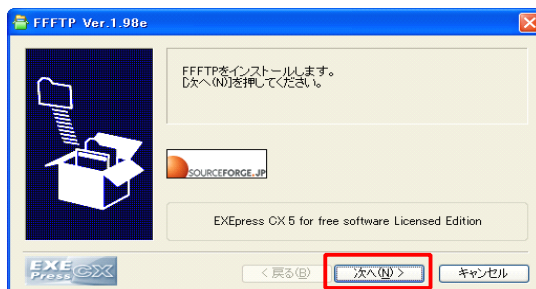 FFFTP Ver.1.98e
FFFTPをインストールします。
[次へ(N)]を押してください。
SOURCEFORGE.JP
EXEpress CX 5 for free software Licensed Edition
EXE Press CX
< 戻る(B)
次へ(N) >
キャンセル